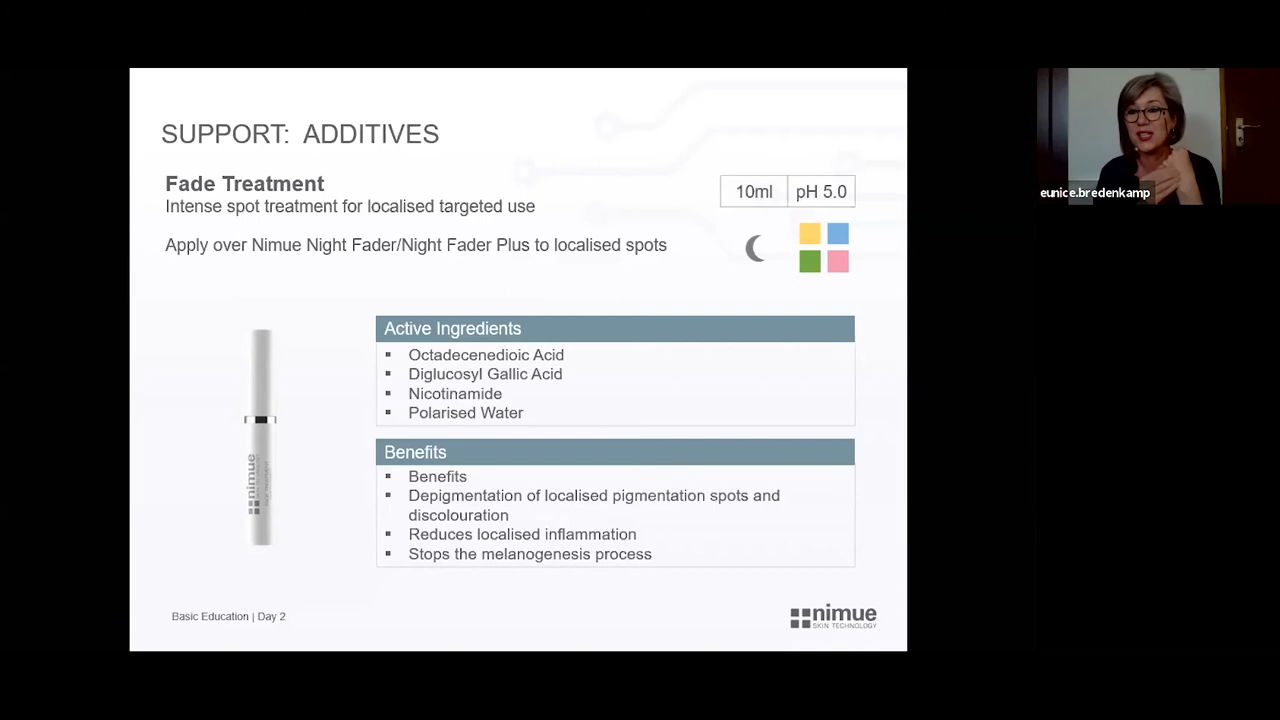 SUPPORT: ADDITIVES
Fade Treatment
Intense spot treatment for localised targeted use
10ml pH 5.0
Apply over Nimue Night Fader/Night Fader Plus to localised spots
eunice.bredenkamp
Active Ingredients
Octadecenedioic Acid
Diglucosyl Gallic Acid
Nicotinamide
Polarised Water
nimue
Benefits
Benefits
Depigmentation of localised pigmentation spots and
discolouration
Reduces localised inflammation
Stops the melanogenesis process
Basic Education | Day 2
nimue
SKIN TECHNOLOGY